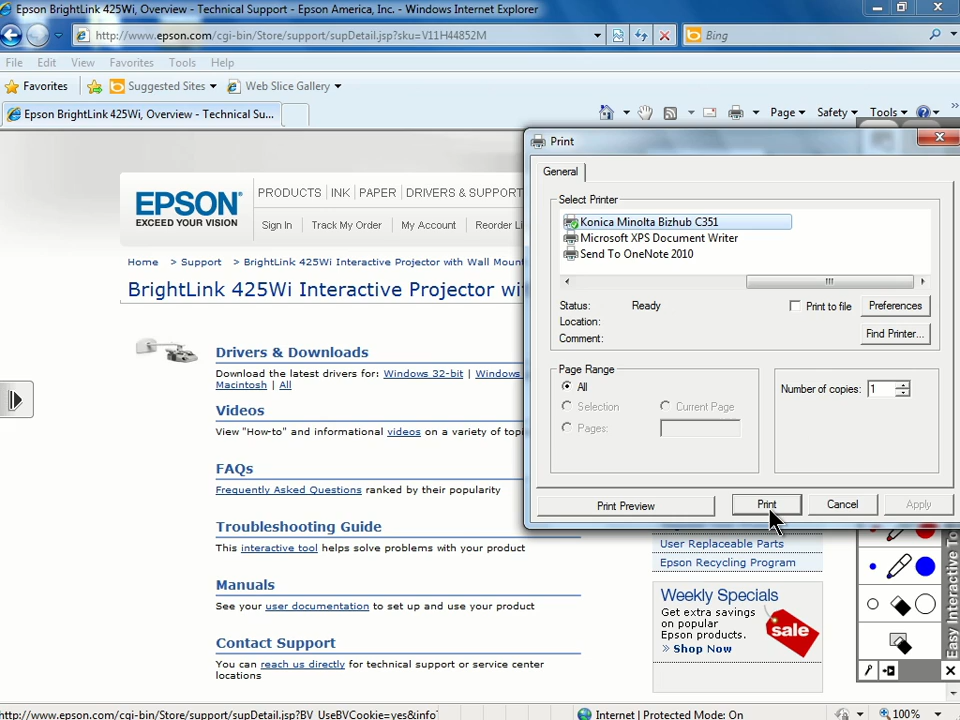 Epson BrightLink 425Wi, Overview - Technical Support - Epson America, Inc. - Windows Internet Explorer
http://www.epson.com/cgi-bin/Store/support/supDetail.jsp?sku=V11H44852M
Bing
File Edit View Favorites Tools Help
Favorites Suggested Sites Web Slice Gallery
Epson BrightLink 425Wi, Overview - Technical Su...
Page Safety Tools
Print
General
Select Printer
Konica Minolta Bizhub C351
Microsoft XPS Document Writer
Send To OneNote 2010
Status: Ready
Print to file
Preferences
Location:
Comment:
Find Printer...
Page Range
All
Selection
Current Page
Pages:
Number of copies: 1
Print Preview
Print
Cancel
Apply
EPSON
EXCEED YOUR VISION
PRODUCTS | INK | PAPER | DRIVERS & SUPPORT
Sign In | Track My Order | My Account | Reorder
Home > Support > BrightLink 425Wi Interactive Projector with Wall Moun
BrightLink 425Wi Interactive Projector wi
Drivers & Downloads
Download the latest drivers for: Windows 32-bit | Windows
Macintosh | All
Videos
View "How-to" and informational videos on a variety of top
FAQs
Frequently Asked Questions ranked by their popularity
Troubleshooting Guide
This interactive tool helps solve problems with your product
Manuals
See your user documentation to set up and use your product
Contact Support
You can reach us directly for technical support or service center
locations
User Replaceable Parts
Epson Recycling Program
Weekly Specials
Get extra savings
on popular
Epson products.
» Shop Now
sale
Easy Interactive To
http://www.epson.com/cgi-bin/Store/support/supDetail.jsp?BV_UseBVCookie=yes&info
Internet | Protected Mode: On
100%